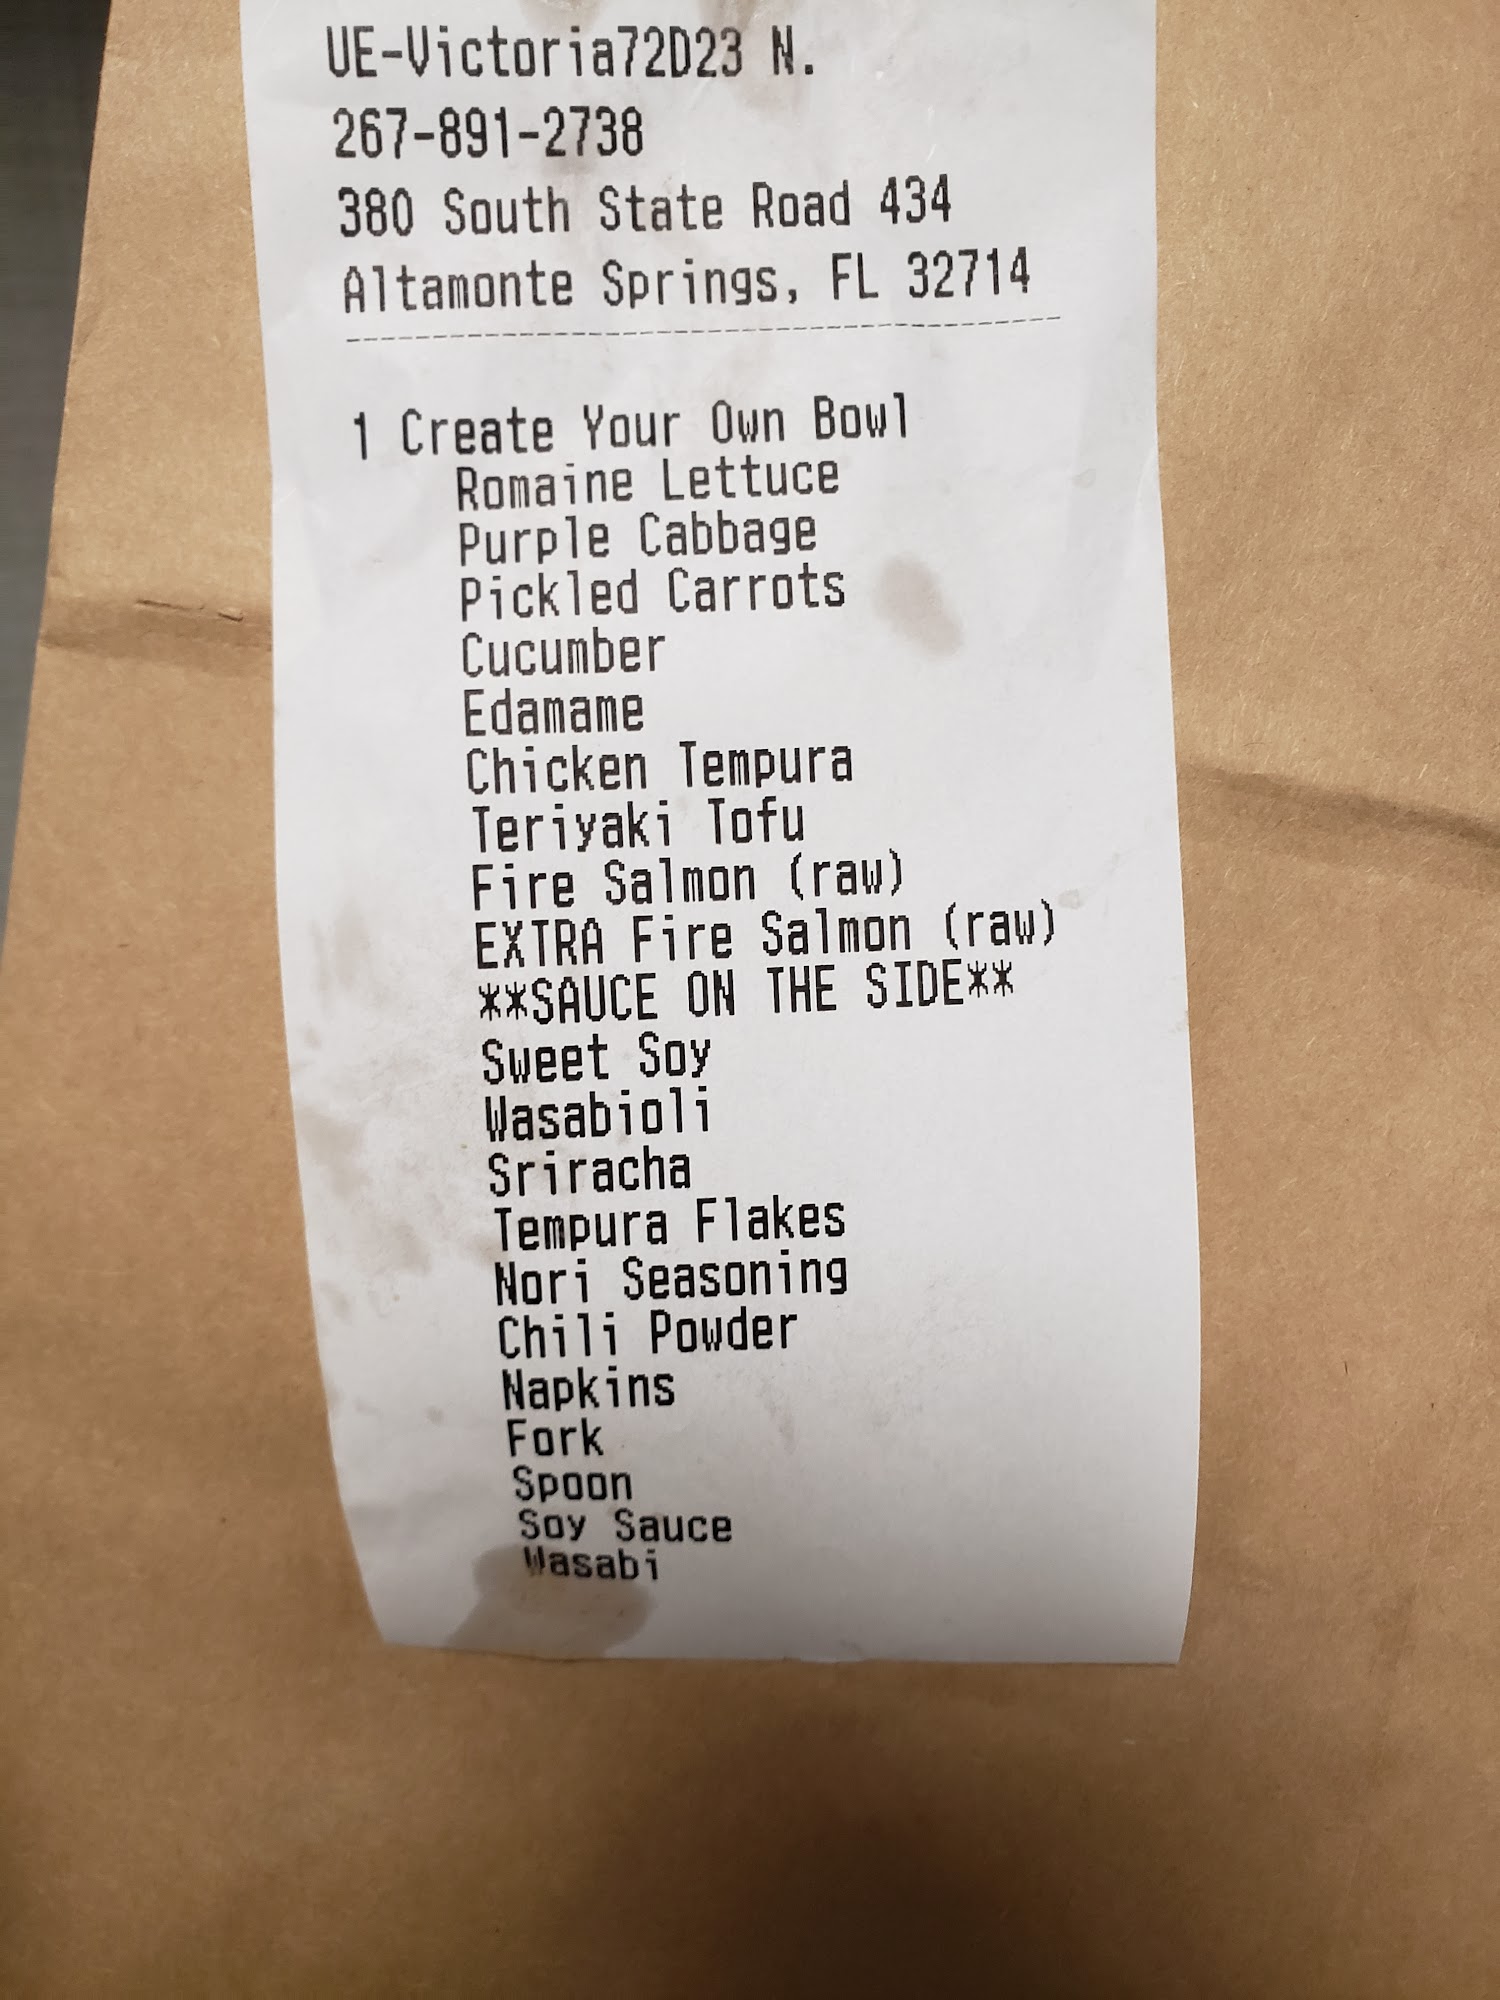 UE-Victoria72D23 N.
267-891-2738
380 South State Road 434
Altamonte Springs, FL 32714
1 Create Your Own Bowl
Romaine Lettuce
Purple Cabbage
Pickled Carrots
Cucumber
Edamame
Chicken Tempura
Teriyaki Tofu
Fire Salmon (raw)
EXTRA Fire Salmon (raw)
**SAUCE ON THE SIDE**
Sweet Soy
Wasabioli
Sriracha
Tempura Flakes
Nori Seasoning
Chili Powder
Napkins
Fork
Spoon
Soy Sauce
Wasabi